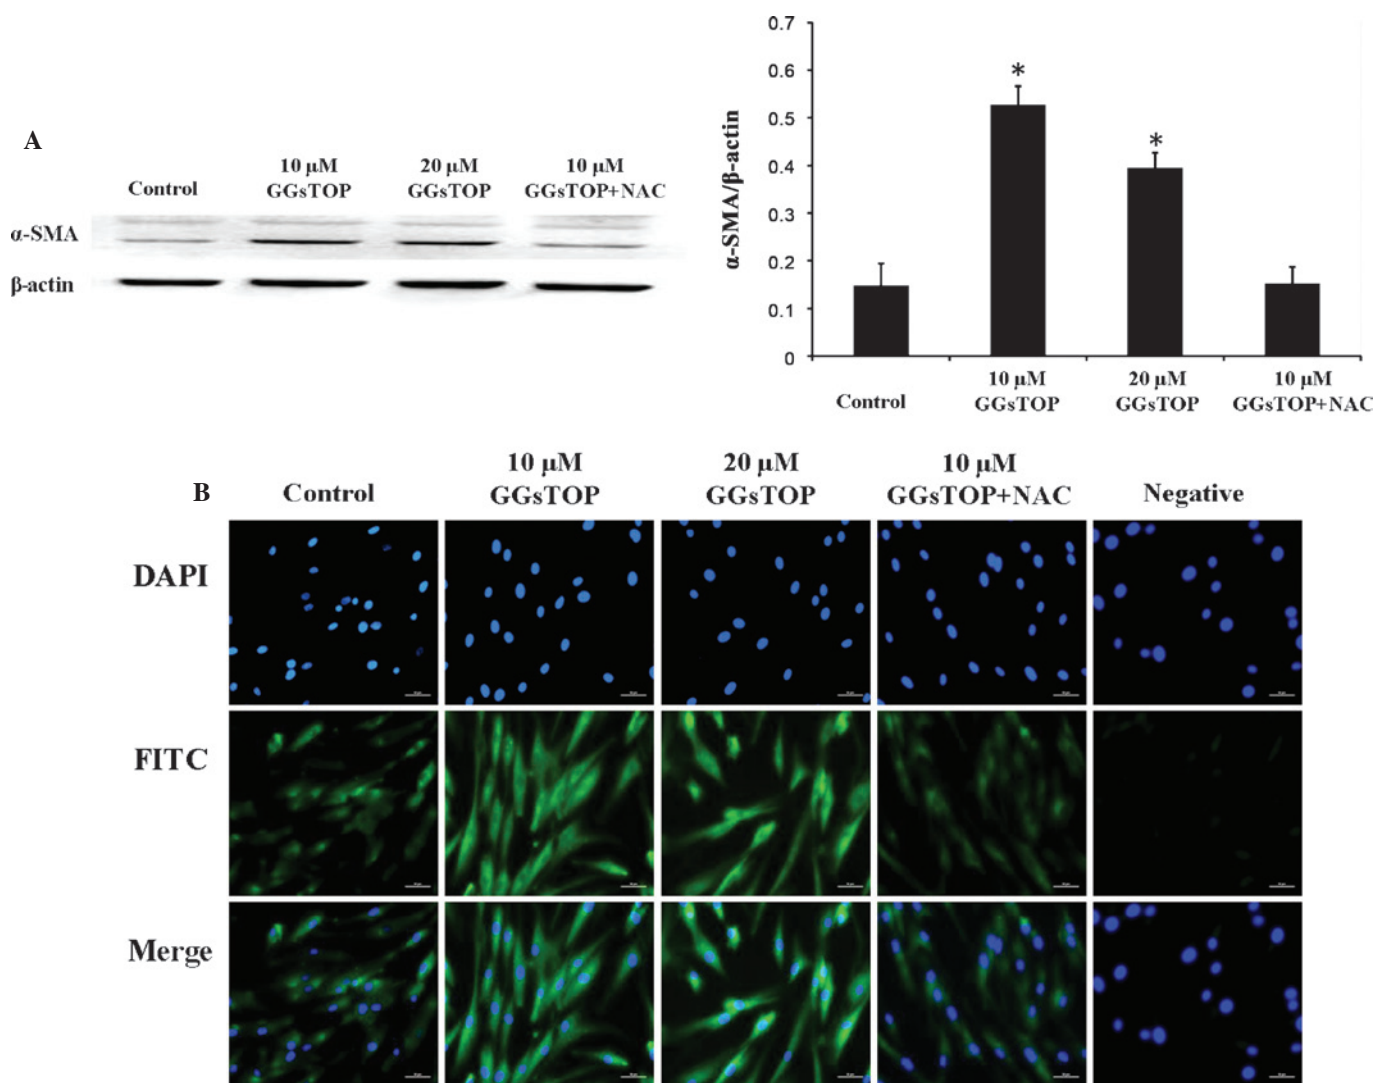 A
Control
10 μM
GGsTOP
20 μM
GGsTOP
10 μM
GGsTOP+NAC
α-SMA
β-actin
α-SMA/β-actin
0.7
0.6
0.5
0.4
0.3
0.2
0.1
0
*
*
Control
10 μM
GGsTOP
20 μM
GGsTOP
10 μM
GGsTOP+NAC
B
Control
10 μM
GGsTOP
20 μM
GGsTOP
10 μM
GGsTOP+NAC
Negative
DAPI
FITC
Merge